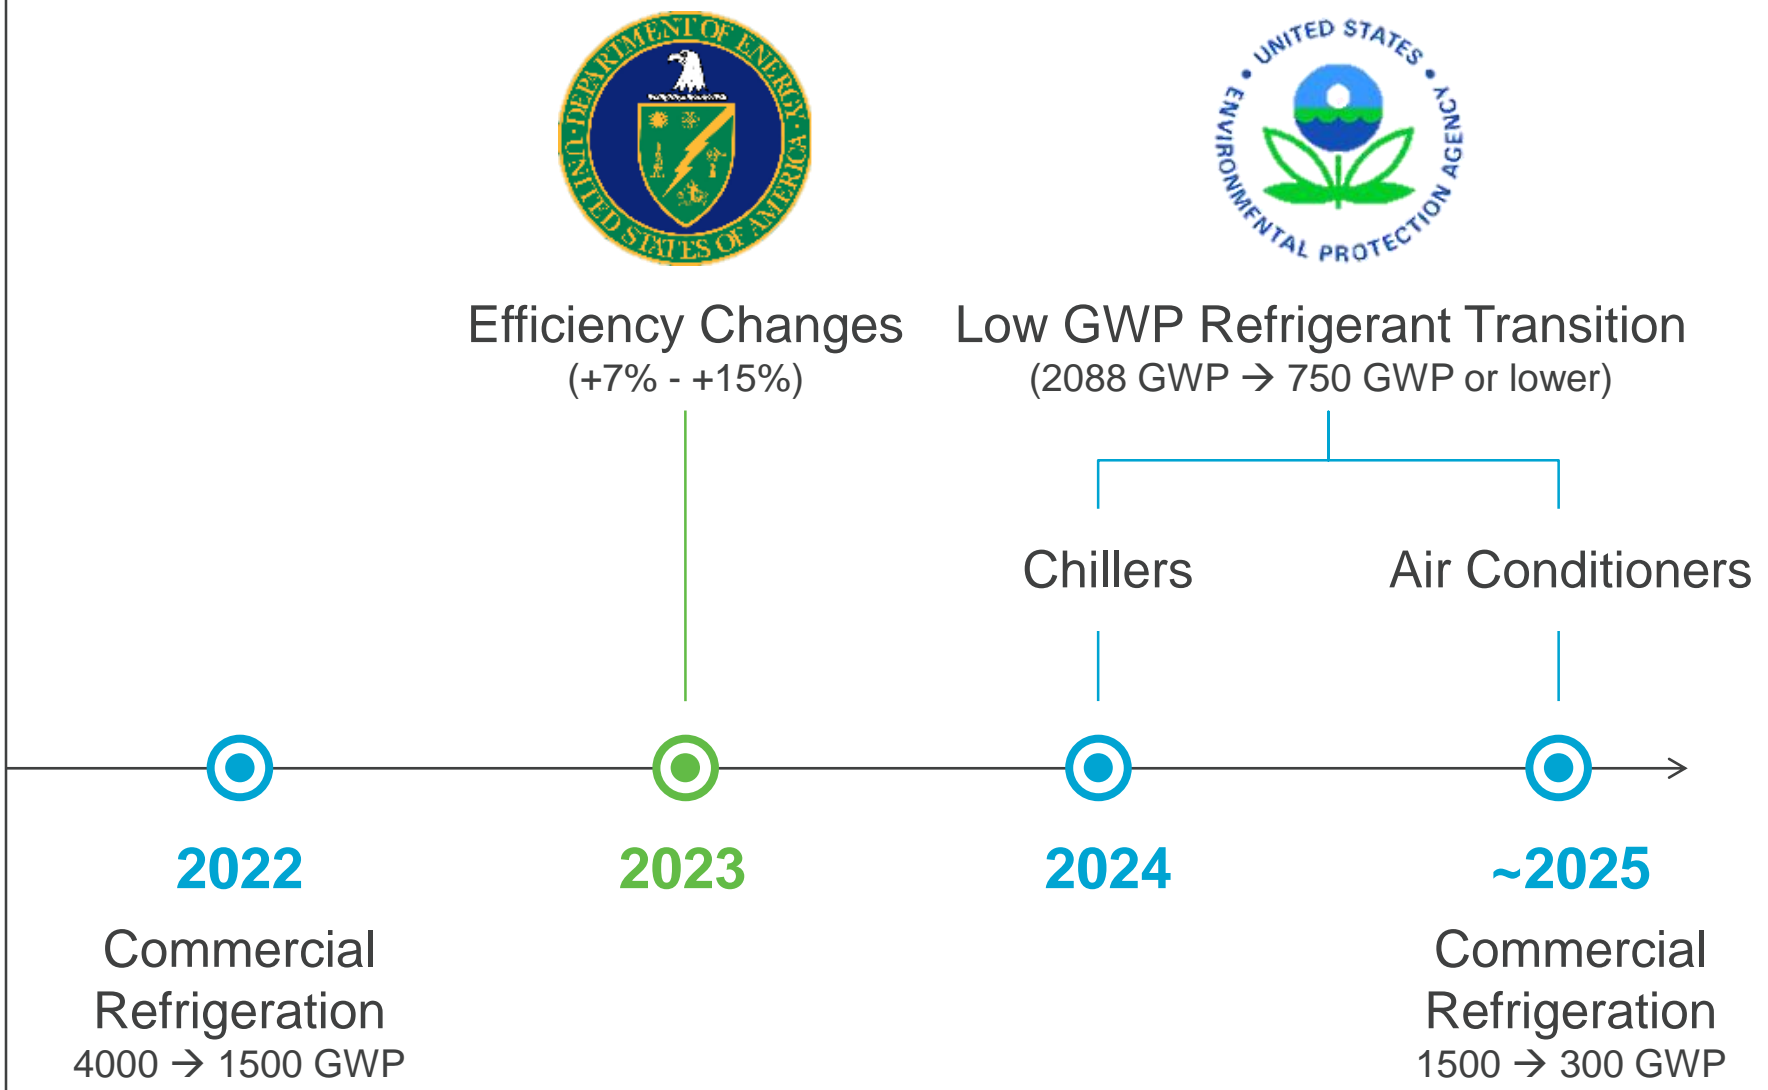 DEPARTMENT OF ENERGY
UNITED STATES OF AMERICA
UNITED STATES
ENVIRONMENTAL PROTECTION AGENCY
Efficiency Changes
(+7% - +15%)
Low GWP Refrigerant Transition
(2088 GWP → 750 GWP or lower)
Chillers
Air Conditioners
2022
2023
2024
~2025
Commercial
Refrigeration
4000 → 1500 GWP
Commercial
Refrigeration
1500 → 300 GWP